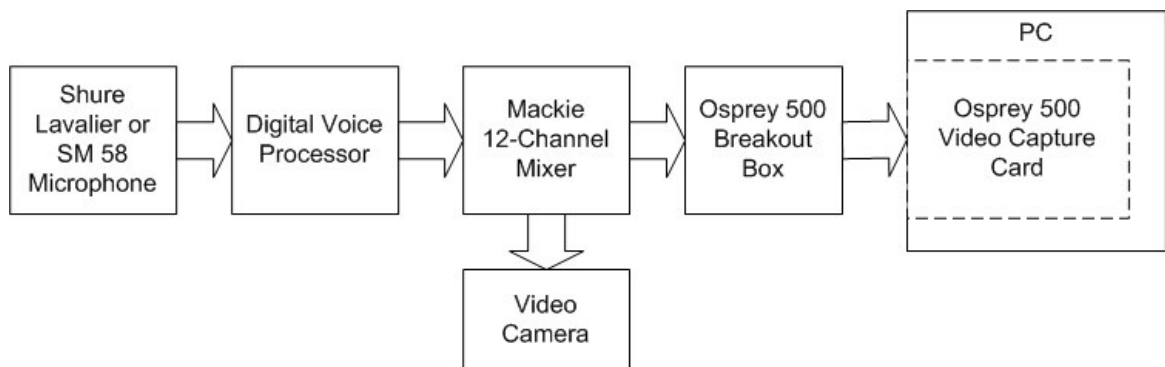 Shure
Lavalier or
SM 58
Microphone
Digital Voice
Processor
Mackie
12-Channel
Mixer
Osprey 500
Breakout
Box
PC
Osprey 500
Video Capture
Card
Video
Camera